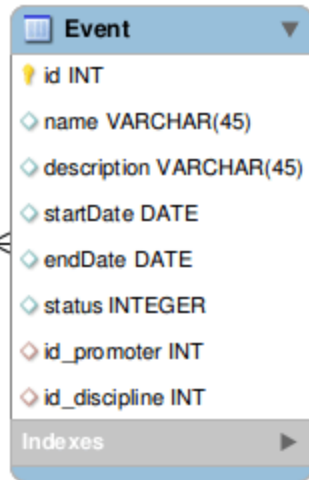 Event
id INT
name VARCHAR(45)
description VARCHAR(45)
startDate DATE
endDate DATE
status INTEGER
id_promoter INT
id_discipline INT
Indexes